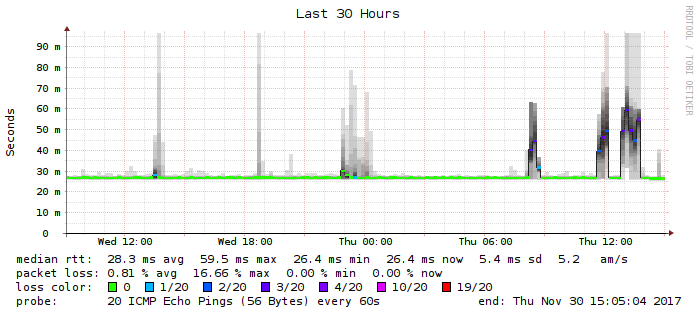 Last 30 Hours
RRDTOOL / TOBI OETIKER
Seconds
90 m
80 m
70 m
60 m
50 m
40 m
30 m
20 m
10 m
0
Wed 12:00 Wed 18:00 Thu 00:00 Thu 06:00 Thu 12:00
median rtt: 28.3 ms avg 59.5 ms max 26.4 ms min 26.4 ms now 5.4 ms sd 5.2 am/s
packet loss: 0.81 % avg 16.66 % max 0.00 % min 0.00 % now
loss color: 0 1/20 2/20 3/20 4/20 10/20 19/20
probe: 20 ICMP Echo Pings (56 Bytes) every 60s end: Thu Nov 30 15:05:04 2017